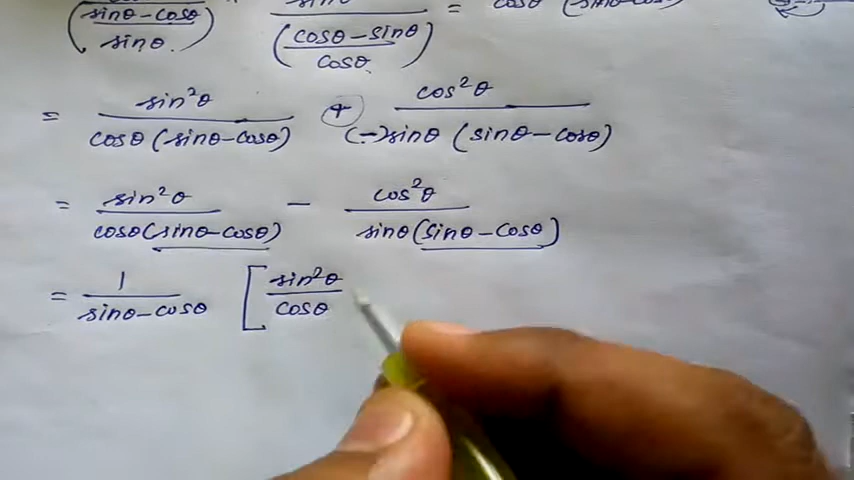 (sinθ-cosθ / sinθ) (cosθ-sinθ / cosθ) =
= sin²θ / cosθ(sinθ-cosθ) + cos²θ / (-)sinθ (sinθ-cosθ)
= sin²θ / cosθ(sinθ-cosθ) - cos²θ / sinθ(sinθ-cosθ)
= 1 / sinθ-cosθ [ sin²θ / cosθ